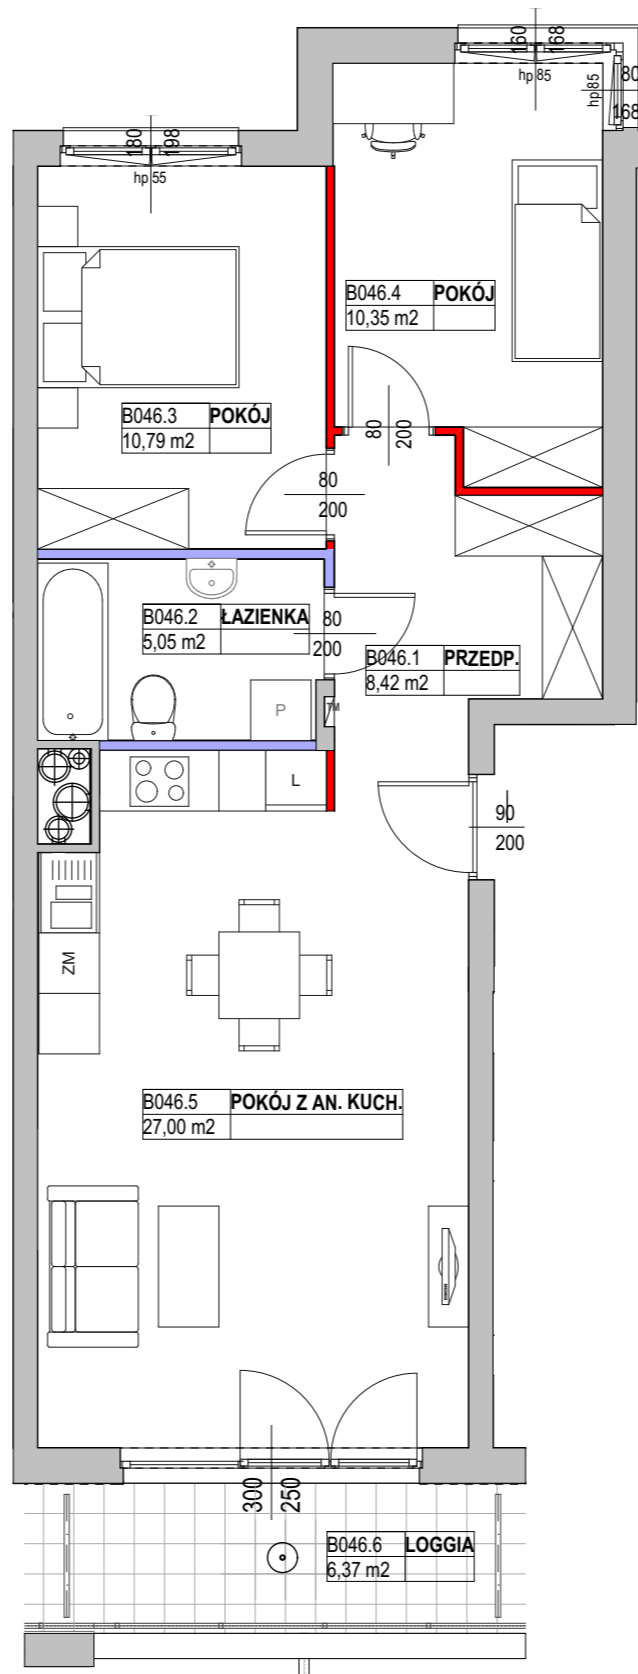 160
168
hp 85
hp 85
80
168
180
198
hp 55
B046.4 POKÓJ
10,35 m2
B046.3 POKÓJ
10,79 m2
80
200
80
200
B046.2 ŁAZIENKA
5,05 m2
80
200
B046.1 PRZEDP.
8,42 m2
P
TM
L
90
200
ZM
B046.5 POKÓJ Z AN. KUCH.
27,00 m2
300
250
B046.6 LOGGIA
6,37 m2